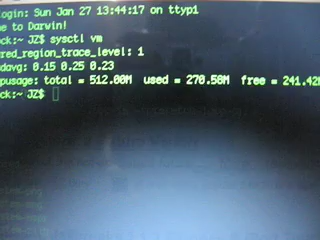 login: Sun Jan 27 13:44:17 on ttyp1
me to Darwin!
ck:~ JZ$ sysctl vm
red_region_trace_level: 1
davg: 0.15 0.25 0.23
pusage: total = 512.00M used = 270.58M free = 241.42M
ck:~ JZ$